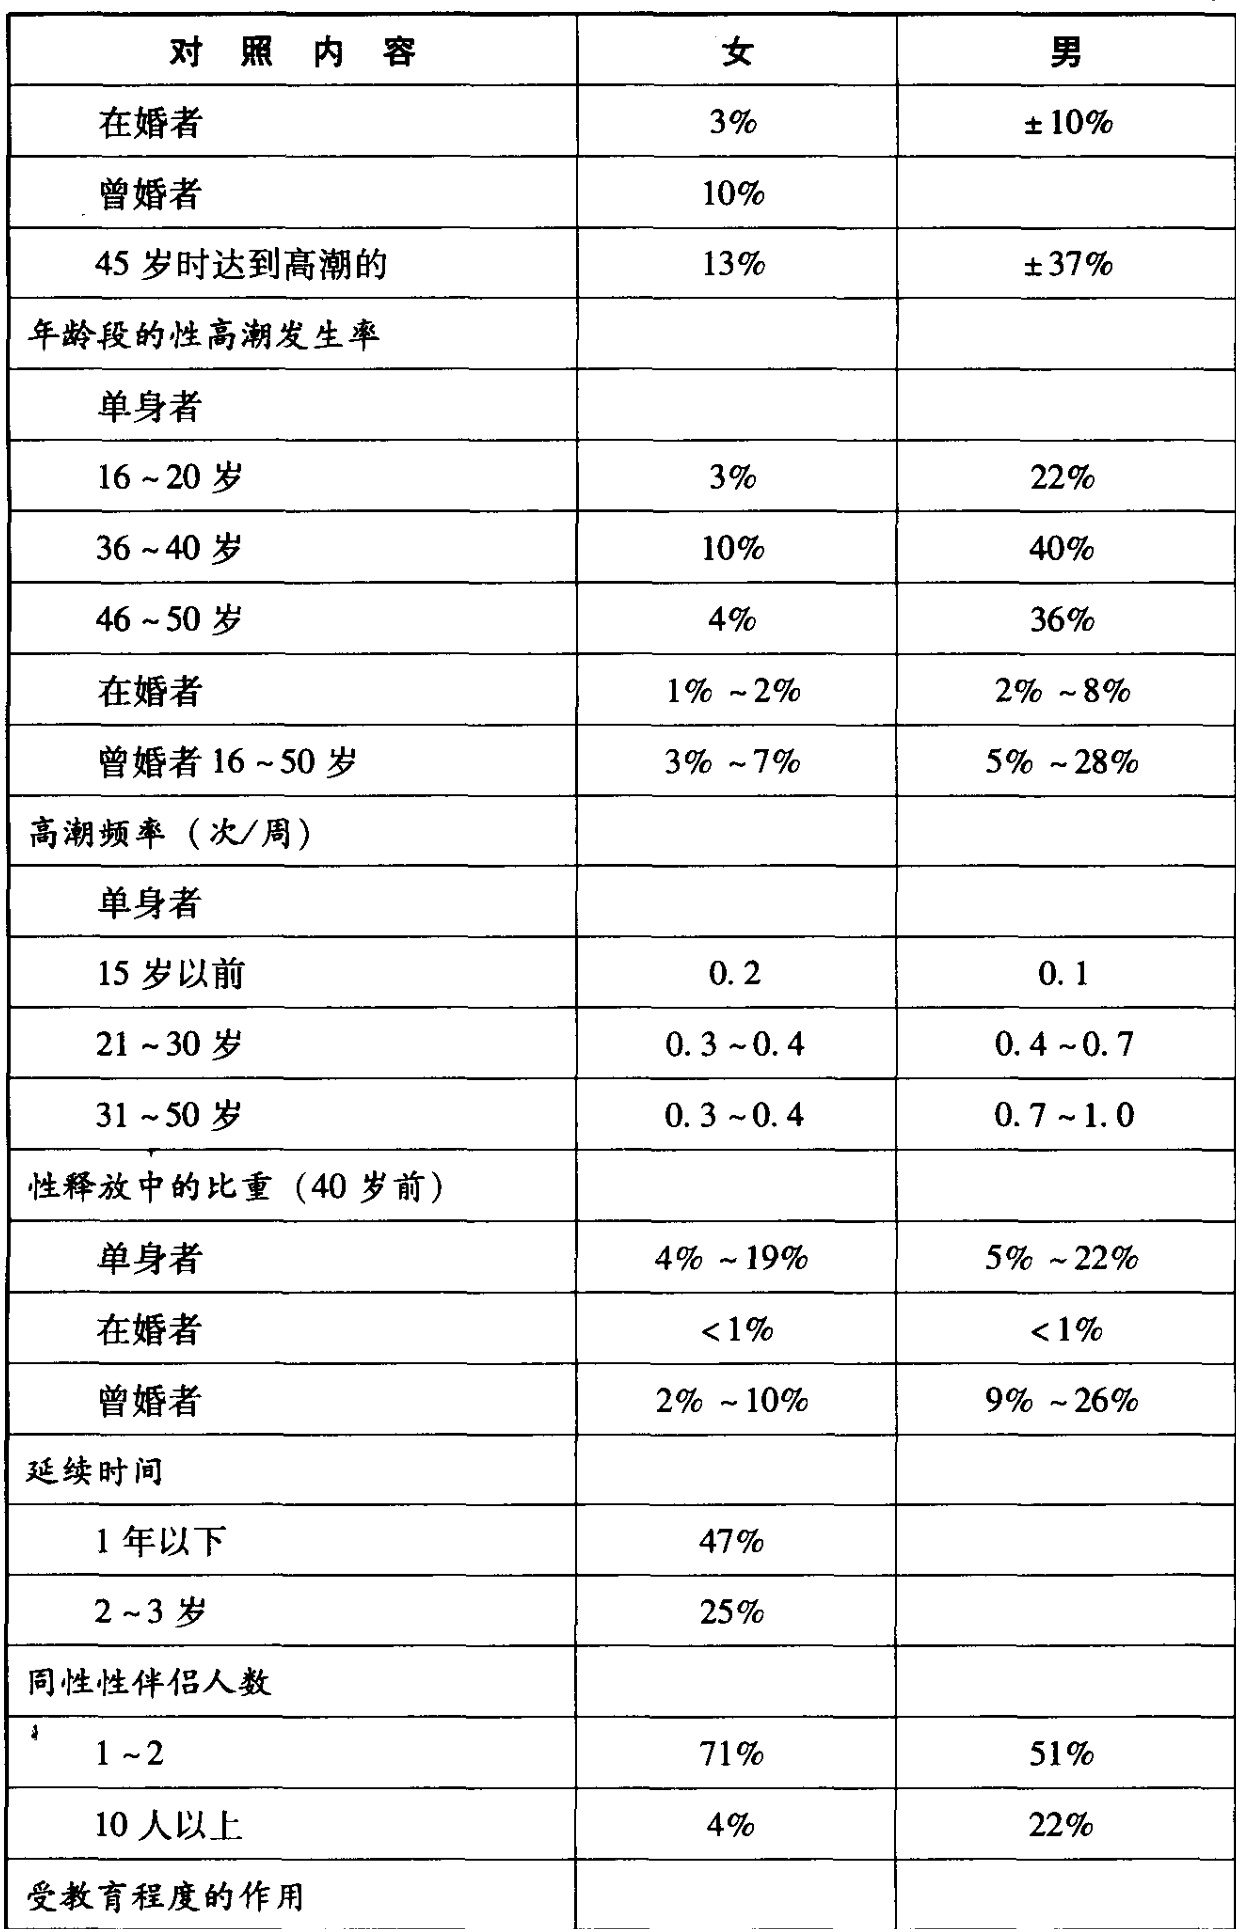 对 照 内 容 女 男
在婚者 3% ±10%
曾婚者 10%
45 岁时达到高潮的 13% ±37%
年龄段的性高潮发生率
单身者
16~20 岁 3% 22%
36~40 岁 10% 40%
46~50 岁 4% 36%
在婚者 1% ~2% 2% ~8%
曾婚者 16~50 岁 3% ~7% 5% ~28%
高潮频率（次/周）
单身者
15 岁以前 0.2 0.1
21~30 岁 0.3~0.4 0.4~0.7
31~50 岁 0.3~0.4 0.7~1.0
性释放中的比重（40 岁前）
单身者 4% ~19% 5% ~22%
在婚者 <1% <1%
曾婚者 2% ~10% 9% ~26%
延续时间
1 年以下 47%
2~3 岁 25%
同性性伴侣人数
1~2 71% 51%
10 人以上 4% 22%
受教育程度的作用